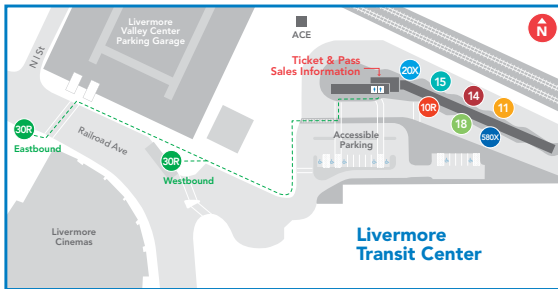 Livermore
Valley Center
Parking Garage
ACE
N
N I St
Ticket & Pass
Sales Information
20X
15
14
11
10R
18
580X
30R
Eastbound
Railroad Ave
30R
Westbound
Accessible
Parking
Livermore
Cinemas
Livermore
Transit Center